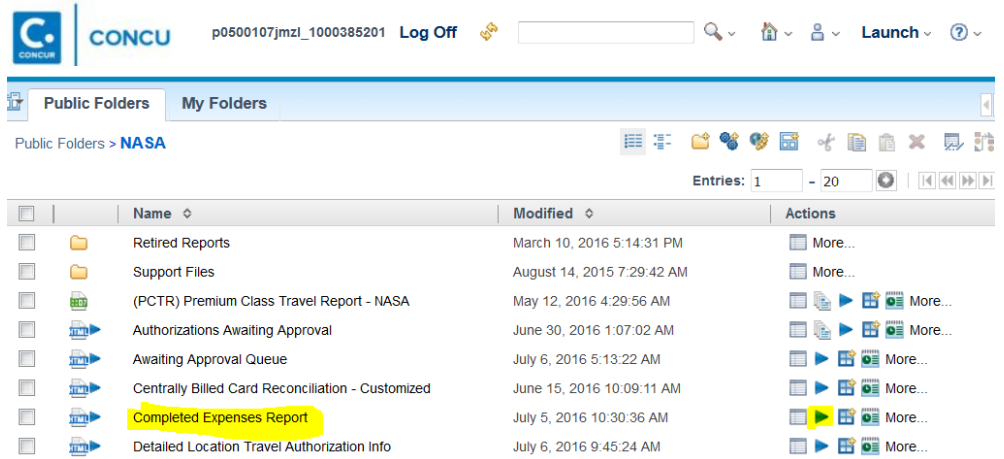 C.
CONCUR
CONCU p0500107jmzl_1000385201 Log Off Launch
Public Folders My Folders
Public Folders > NASA
Entries: 1 - 20
Name Modified Actions
Retired Reports March 10, 2016 5:14:31 PM More...
Support Files August 14, 2015 7:29:42 AM More...
(PCTR) Premium Class Travel Report - NASA May 12, 2016 4:29:56 AM More...
HTML Authorizations Awaiting Approval June 30, 2016 1:07:02 AM More...
HTML Awaiting Approval Queue July 6, 2016 5:13:22 AM More...
HTML Centrally Billed Card Reconciliation - Customized June 15, 2016 10:09:11 AM More...
HTML Completed Expenses Report July 5, 2016 10:30:36 AM More...
HTML Detailed Location Travel Authorization Info July 6, 2016 9:45:24 AM More...